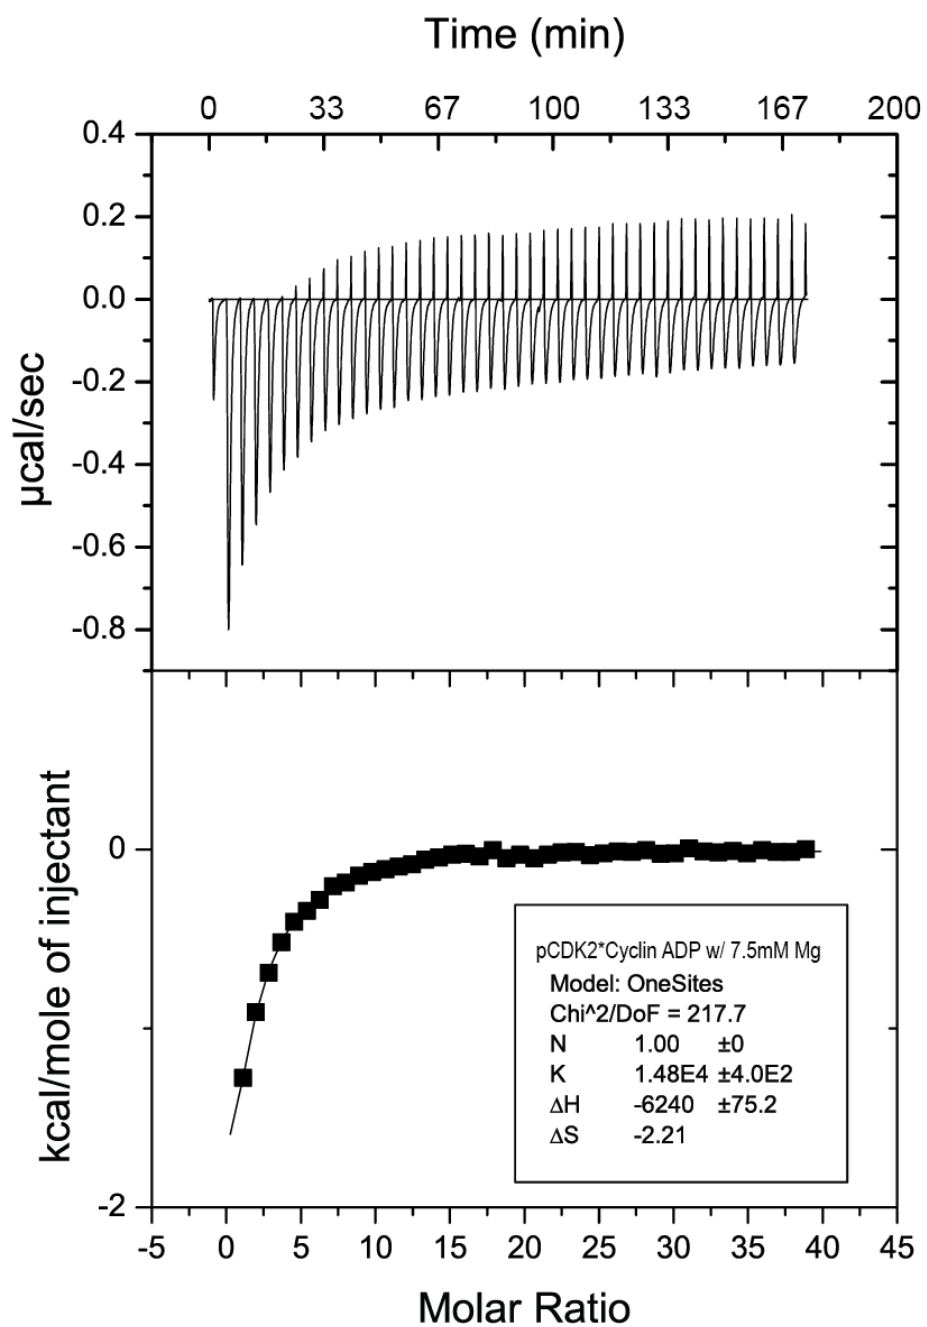 Time (min)
0 33 67 100 133 167 200
0.4
0.2
0.0
-0.2
-0.4
-0.6
-0.8
µcal/sec
0
-2
kcal/mole of injectant
pCDK2*Cyclin ADP w/ 7.5mM Mg
Model: OneSites
Chi^2/DoF = 217.7
N 1.00 ±0
K 1.48E4 ±4.0E2
ΔH -6240 ±75.2
ΔS -2.21
-5 0 5 10 15 20 25 30 35 40 45
Molar Ratio